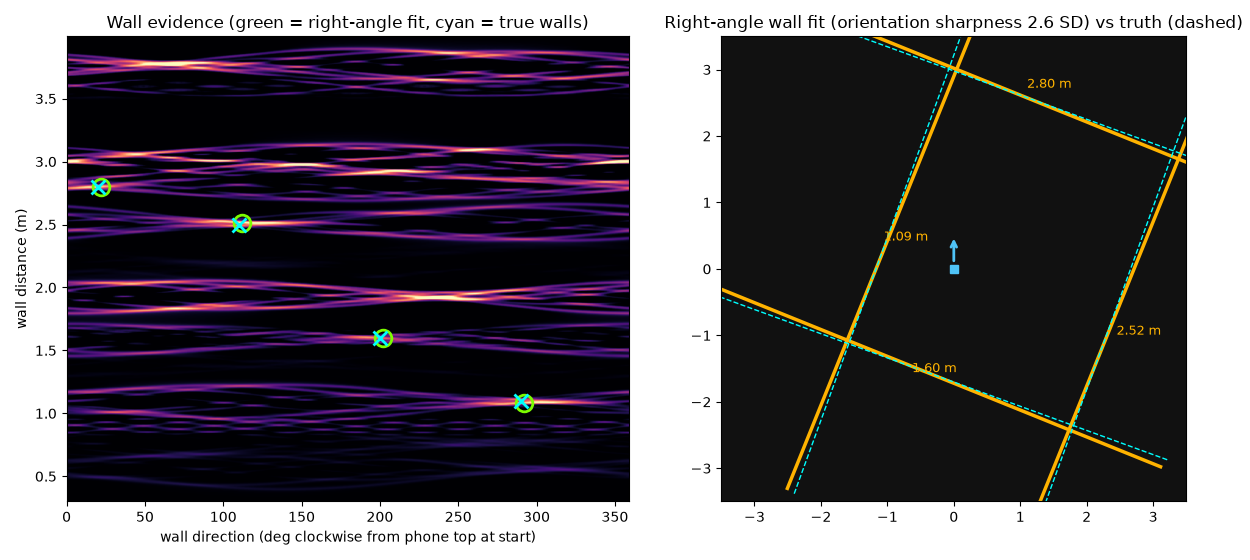 Wall evidence (green = right-angle fit, cyan = true walls)
wall distance (m)
3.5
3.0
2.5
2.0
1.5
1.0
0.5
0 50 100 150 200 250 300 350
wall direction (deg clockwise from phone top at start)
Right-angle wall fit (orientation sharpness 2.6 SD) vs truth (dashed)
3
2
1
0
−1
−2
−3
2.80 m
1.09 m
2.52 m
1.60 m
−3 −2 −1 0 1 2 3